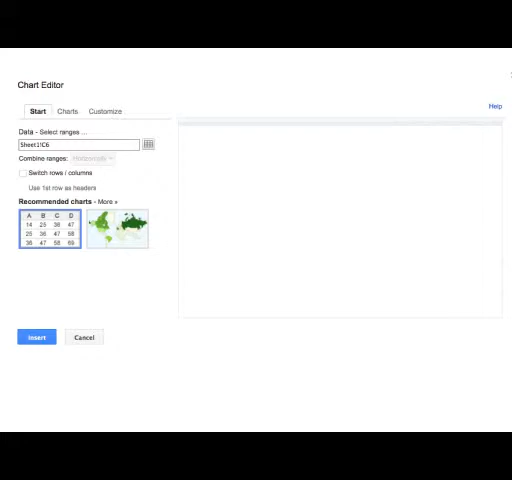 Chart Editor
Start Charts Customize
Help
Data - Select ranges ...
Sheet1!C6
Combine ranges: Horizontally
Switch rows / columns
Use 1st row as headers
Recommended charts - More »
A B C D
14 25 36 47
25 36 47 58
36 47 58 69
Insert Cancel